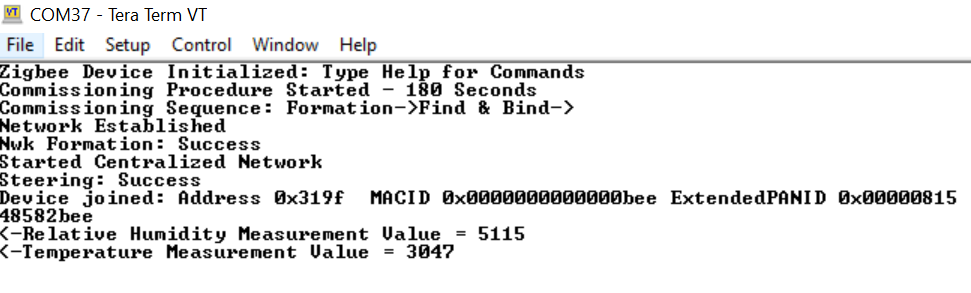 VT
COM37 - Tera Term VT
File Edit Setup Control Window Help
Zigbee Device Initialized: Type Help for Commands
Commissioning Procedure Started - 180 Seconds
Commissioning Sequence: Formation->Find & Bind->
Network Established
Nwk Formation: Success
Started Centralized Network
Steering: Success
Device joined: Address 0x319f  MACID 0x0000000000000bee ExtendedPANID 0x00000815
48582bee
<-Relative Humidity Measurement Value = 5115
<-Temperature Measurement Value = 3047